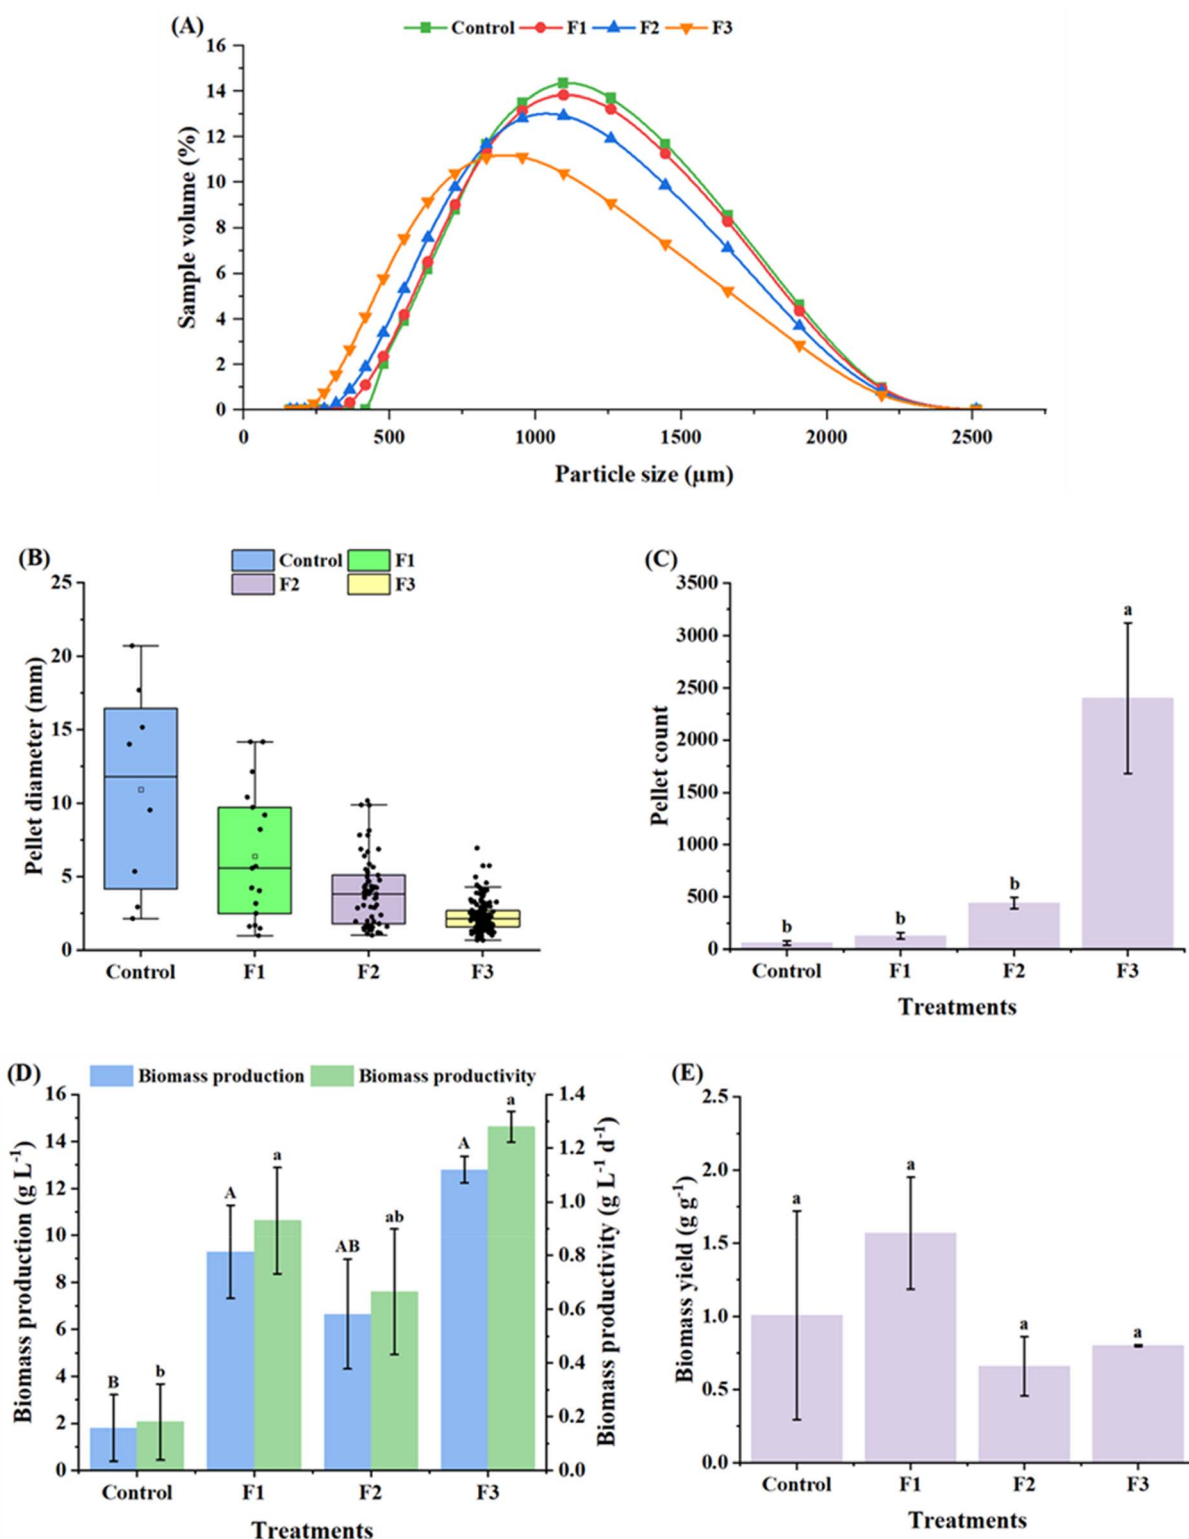 (A)
Control F1 F2 F3
16
14
12
10
8
6
4
2
0
Sample volume (%)
0 500 1000 1500 2000 2500
Particle size (µm)
(B)
Control F1
F2 F3
25
20
15
10
5
0
Pellet diameter (mm)
Control F1 F2 F3
(C)
3500
3000
2500
2000
1500
1000
500
0
Pellet count
b b b a
Control F1 F2 F3
Treatments
(D)
Biomass production Biomass productivity
16
14
12
10
8
6
4
2
0
Biomass production (g L⁻¹)
B b A a AB ab A a
1.4
1.2
1.0
0.8
0.6
0.4
0.2
0.0
Biomass productivity (g L⁻¹ d⁻¹)
Control F1 F2 F3
Treatments
(E)
2.5
2.0
1.5
1.0
0.5
0.0
Biomass yield (g g⁻¹)
a a a a
Control F1 F2 F3
Treatments